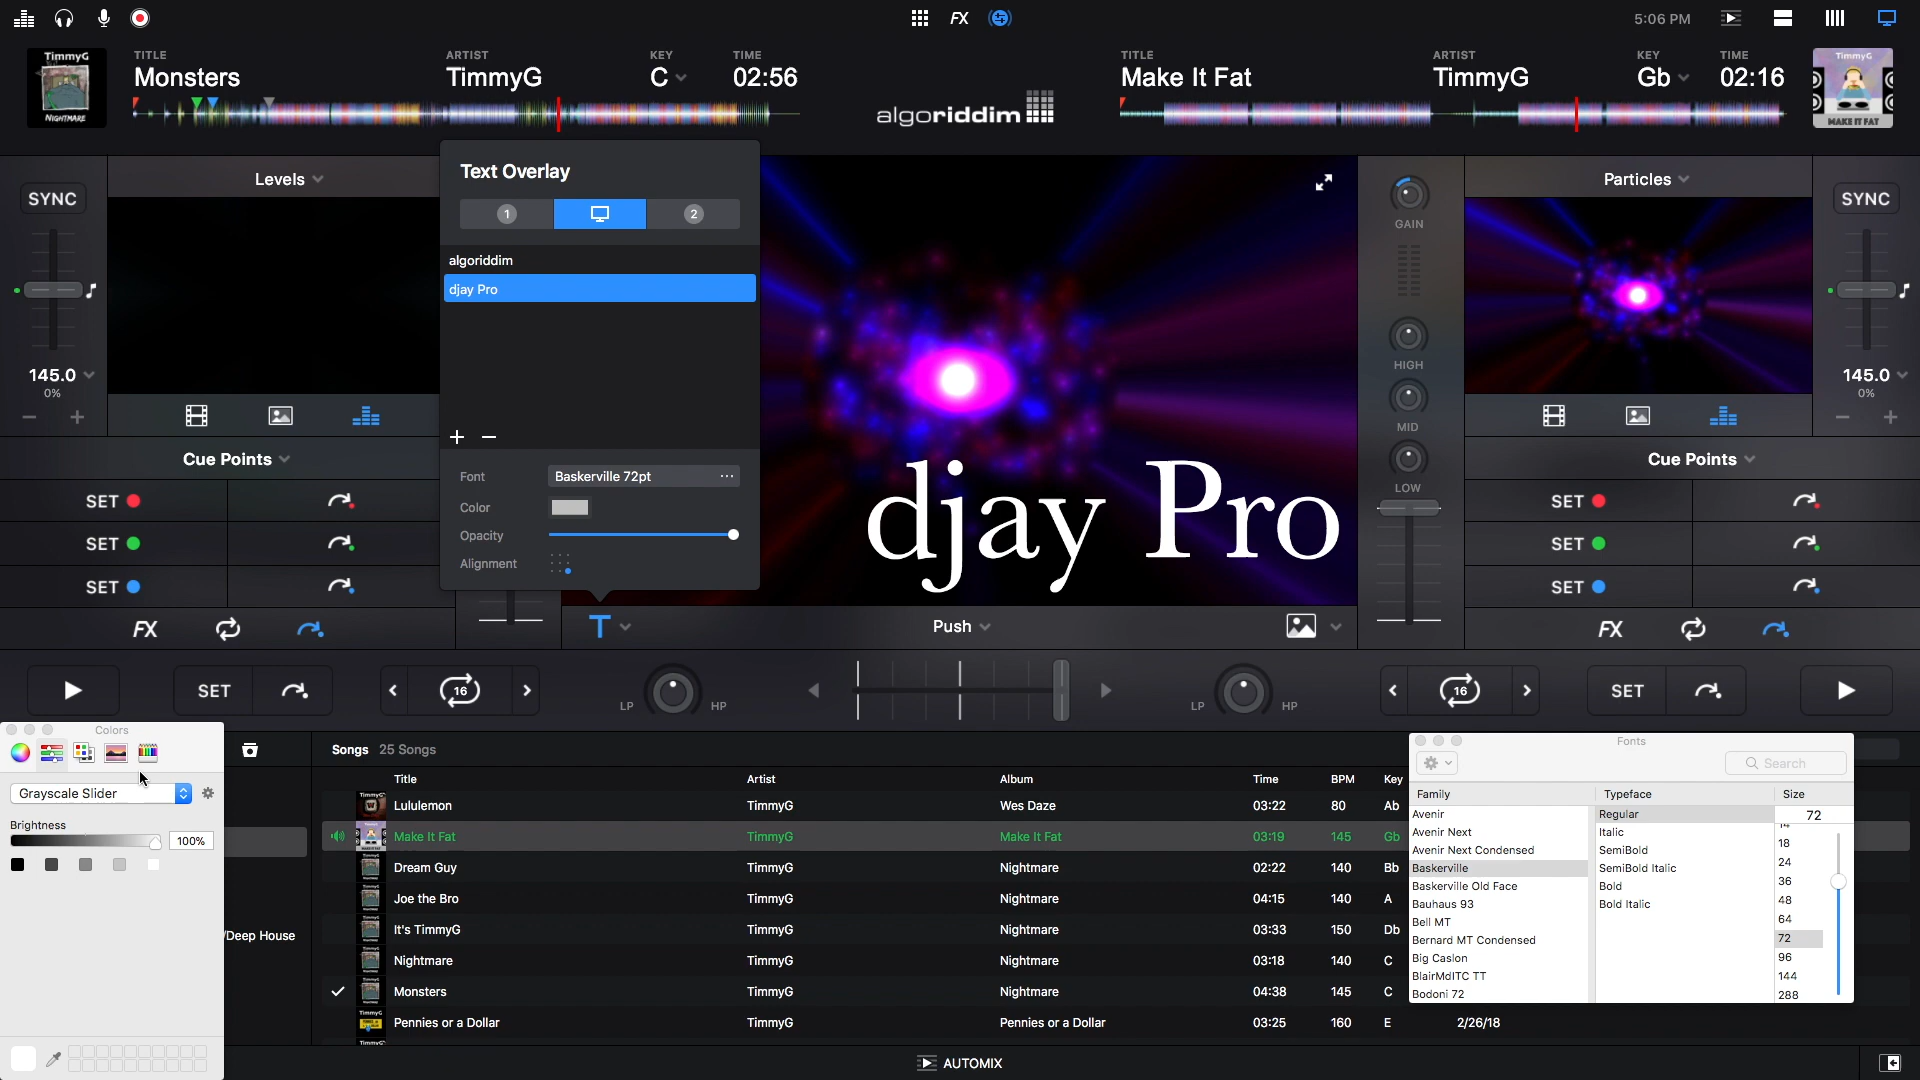 5:06 PM
TITLE ARTIST KEY TIME
Monsters TimmyG C 02:56
TITLE ARTIST KEY TIME
Make It Fat TimmyG Gb 02:16
TimmyG
NIGHTMARE
algoriddim
TimmyG
MAKE IT FAT
FX
SYNC
Levels
145.0
0%
Cue Points
SET
SET
SET
FX
Text Overlay
1 2
algoriddim
djay Pro
Font Baskerville 72pt
Color
Opacity
Alignment
djay Pro
T Push
GAIN
HIGH
MID
LOW
Particles
SYNC
145.0
0%
Cue Points
SET
SET
SET
FX
SET 16 LP HP LP HP 16 SET
Colors
Grayscale Slider
Brightness
100%
/Deep House
Songs 25 Songs
Title Artist Album Time BPM Key
Lululemon TimmyG Wes Daze 03:22 80 Ab
Make It Fat TimmyG Make It Fat 03:19 145 Gb
Dream Guy TimmyG Nightmare 02:22 140 Bb
Joe the Bro TimmyG Nightmare 04:15 140 A
It's TimmyG TimmyG Nightmare 03:33 150 Db
Nightmare TimmyG Nightmare 03:18 140 C
Monsters TimmyG Nightmare 04:38 145 C
Pennies or a Dollar TimmyG Pennies or a Dollar 03:25 160 E 2/26/18
Fonts
Search
Family Typeface Size
Avenir
Avenir Next
Avenir Next Condensed
Baskerville
Baskerville Old Face
Bauhaus 93
Bell MT
Bernard MT Condensed
Big Caslon
BlairMdITC TT
Bodoni 72
Regular
Italic
SemiBold
SemiBold Italic
Bold
Bold Italic
72
18
24
36
48
64
72
96
144
288
AUTOMIX